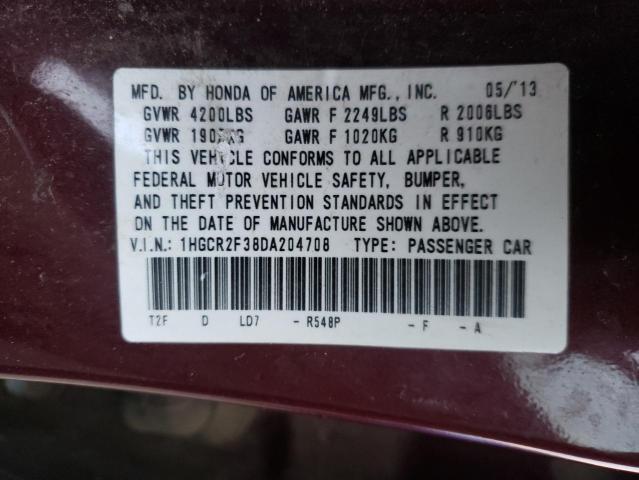 MFD. BY HONDA OF AMERICA MFG., INC. 05/'13
GVWR 4200LBS GAWR F 2249LBS R 2006LBS
GVWR GAWR F 1020KG R 910KG
THIS VEHICLE CONFORMS TO ALL APPLICABLE
FEDERAL MOTOR VEHICLE SAFETY, BUMPER,
AND THEFT PREVENTION STANDARDS IN EFFECT
ON THE DATE OF MANUFACTURE SHOWN ABOVE.
V.I.N.: 1HGCR2F38DA204708 TYPE: PASSENGER CAR
T2F D LD7 - R548P - F - A